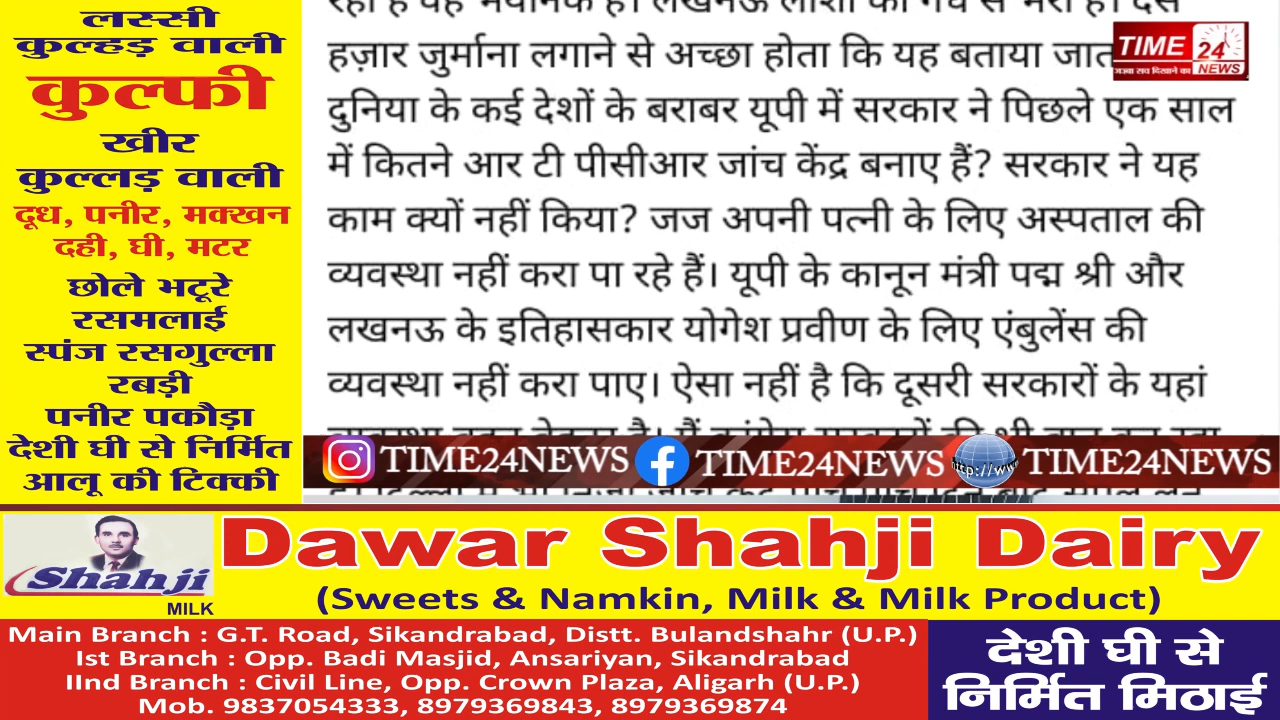 लस्सी
कुल्हड़ वाली
कुल्फी
खीर
कुल्लड़ वाली
दूध, पनीर, मक्खन
दही, घी, मटर
छोले भटूरे
रसमलाई
स्पंज रसगुल्ला
रबड़ी
पनीर पकौड़ा
देशी घी से निर्मित
आलू की टिक्की
हज़ार जुर्माना लगाने से अच्छा होता कि यह बताया जात
दुनिया के कई देशों के बराबर यूपी में सरकार ने पिछले एक साल
में कितने आर टी पीसीआर जांच केंद्र बनाए हैं? सरकार ने यह
काम क्यों नहीं किया? जज अपनी पत्नी के लिए अस्पताल की
व्यवस्था नहीं करा पा रहे हैं। यूपी के कानून मंत्री पद्म श्री और
लखनऊ के इतिहासकार योगेश प्रवीण के लिए एंबुलेंस की
व्यवस्था नहीं करा पाए। ऐसा नहीं है कि दूसरी सरकारों के यहां
TIME 24 NEWS
जज्बा सच दिखाने का
TIME24NEWS TIME24NEWS http://www TIME24NEWS
Shahji
MILK
Dawar Shahji Dairy
(Sweets & Namkin, Milk & Milk Product)
Main Branch : G.T. Road, Sikandrabad, Distt. Bulandshahr (U.P.)
Ist Branch : Opp. Badi Masjid, Ansariyan, Sikandrabad
IInd Branch : Civil Line, Opp. Crown Plaza, Aligarh (U.P.)
Mob. 9837054333, 8979369843, 8979369874
देशी घी से
निर्मित मिठाई